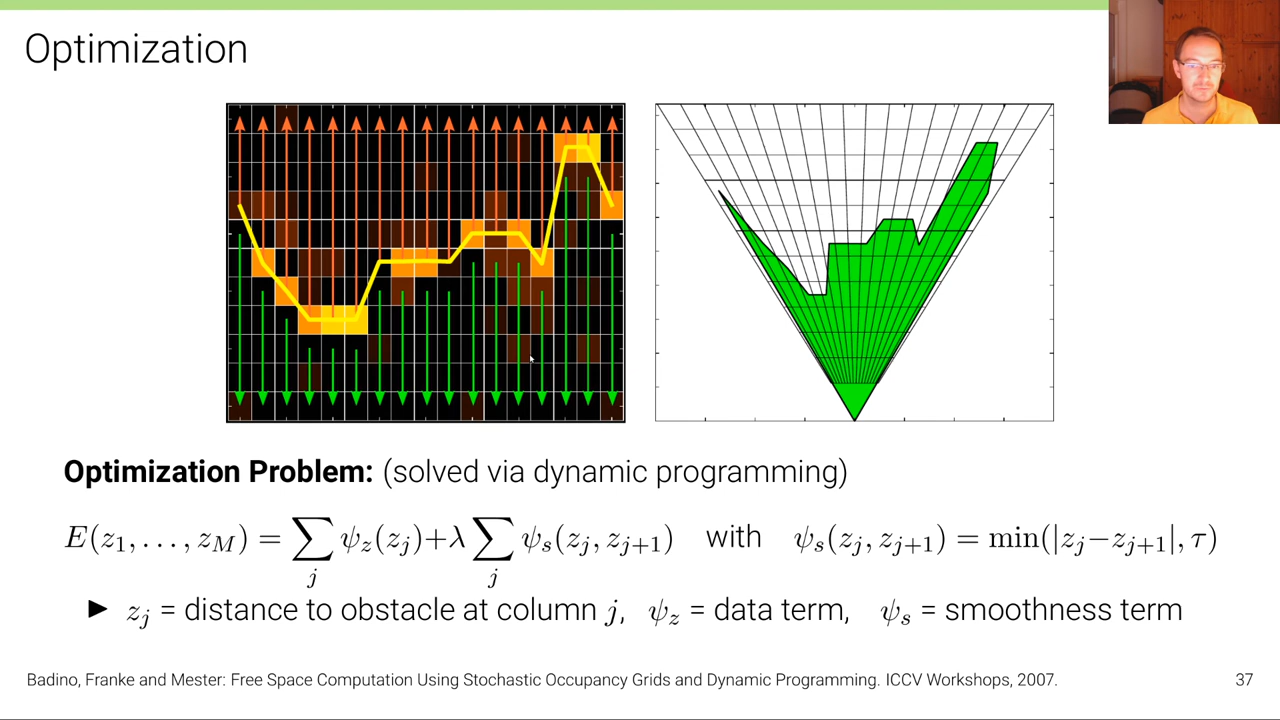 Optimization
Optimization Problem: (solved via dynamic programming)
E(z₁, . . . , z_M) = ∑_j ψ_z(z_j)+λ∑_j ψ_s(z_j, z_{j+1}) with ψ_s(z_j, z_{j+1}) = min(|z_j−z_{j+1}|, τ)
► z_j = distance to obstacle at column j, ψ_z = data term, ψ_s = smoothness term
Badino, Franke and Mester: Free Space Computation Using Stochastic Occupancy Grids and Dynamic Programming. ICCV Workshops, 2007.
37